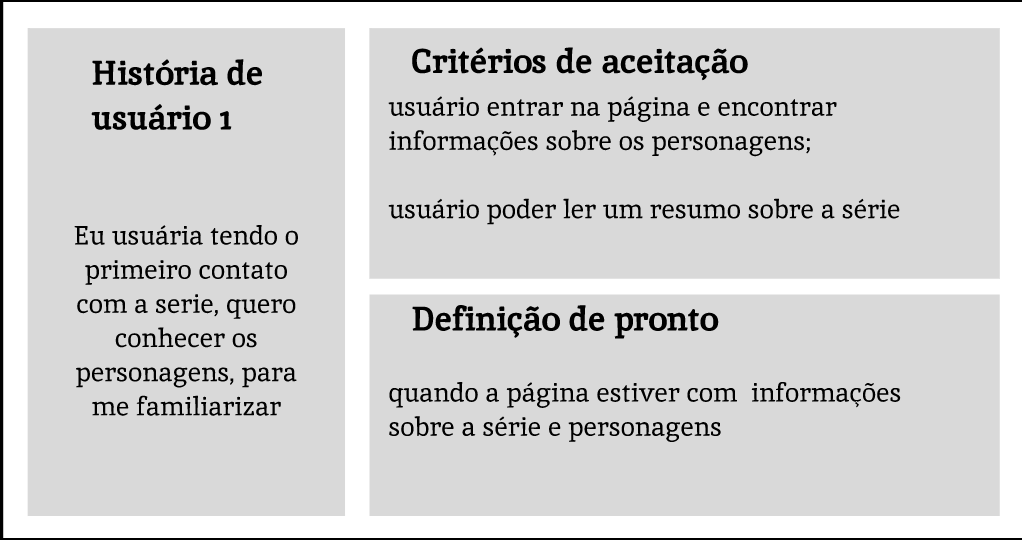 História de
usuário 1
Eu usuária tendo o
primeiro contato
com a serie, quero
conhecer os
personagens, para
me familiarizar
Critérios de aceitação
usuário entrar na página e encontrar
informações sobre os personagens;
usuário poder ler um resumo sobre a série
Definição de pronto
quando a página estiver com  informações
sobre a série e personagens